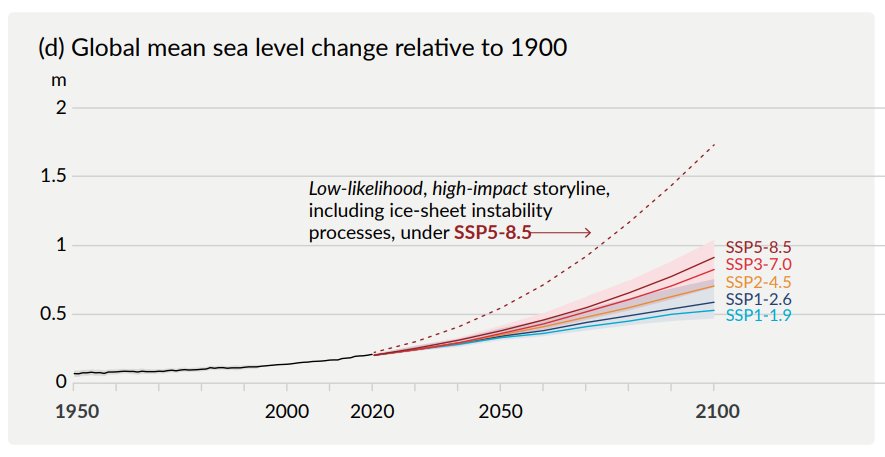 (d) Global mean sea level change relative to 1900
m
2
1.5
Low-likelihood, high-impact storyline,
including ice-sheet instability
processes, under SSP5-8.5
1
SSP5-8.5
SSP3-7.0
SSP2-4.5
SSP1-2.6
SSP1-1.9
0.5
0
1950 2000 2020 2050 2100